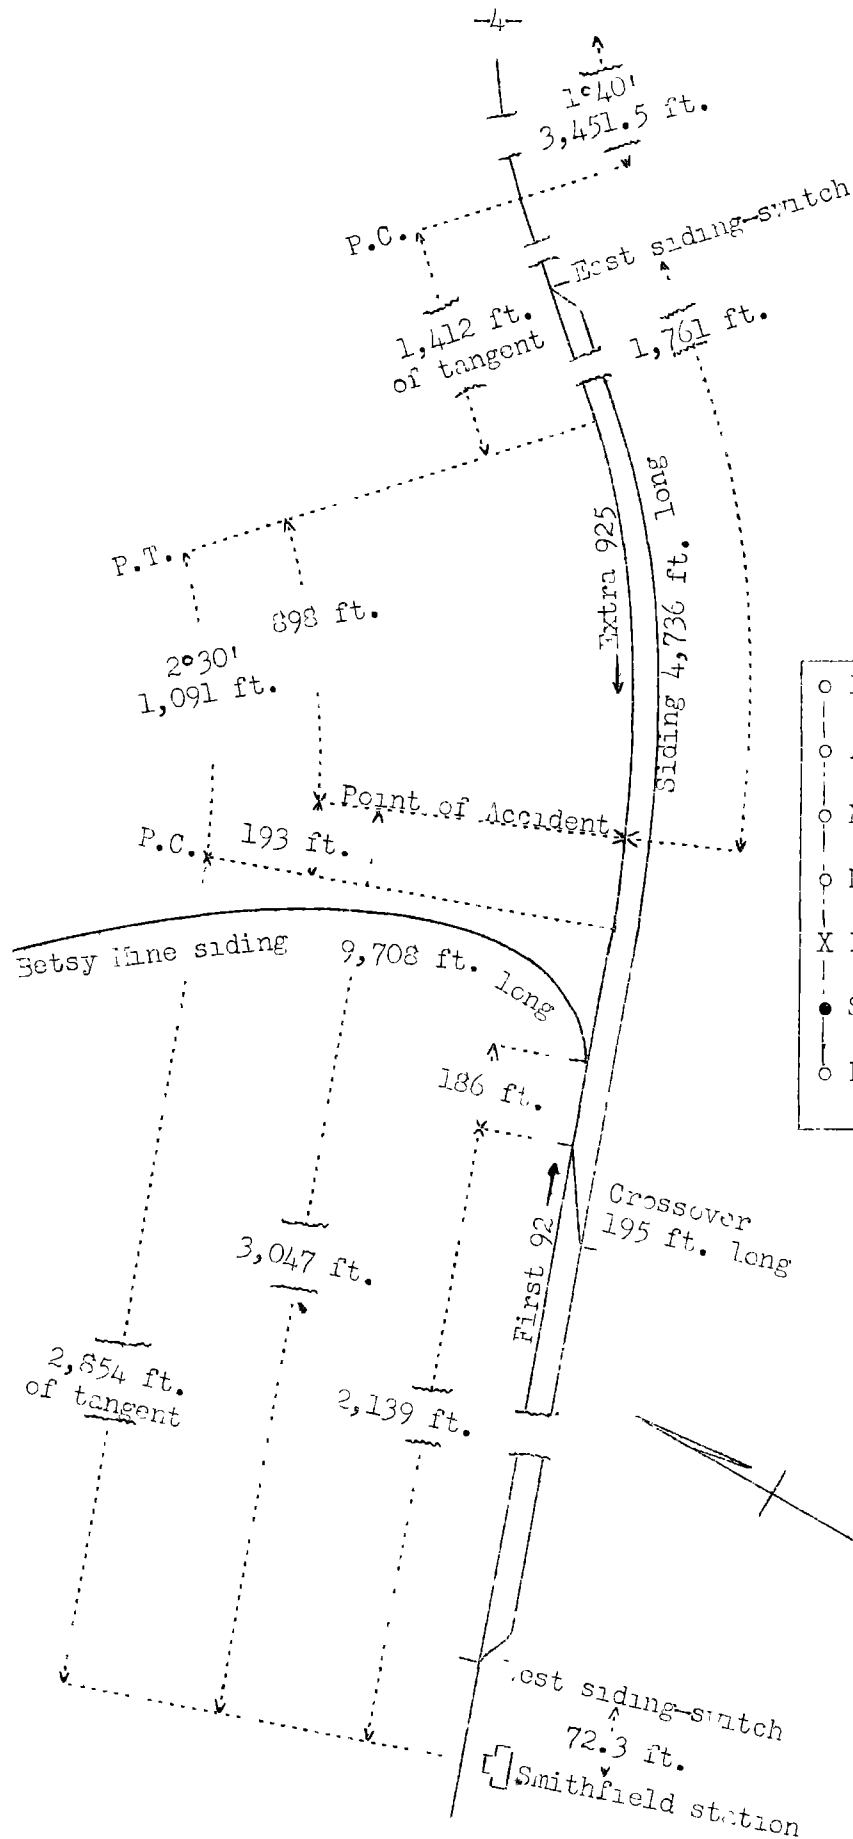 -4-
1°40'
3,451.5 ft.
P.C.
East siding-switch
1,412 ft.
of tangent
1,761 ft.
P.T.
898 ft.
2°30'
1,091 ft.
Extra 925
Siding 4,736 ft. long
Point of Accident
P.C.
193 ft.
Betsy Mine siding 9,708 ft. long
186 ft.
Crossover
195 ft. long
First 92
3,047 ft.
2,854 ft.
of tangent
2,139 ft.
X
S
est siding-switch
72.3 ft.
Smithfield station